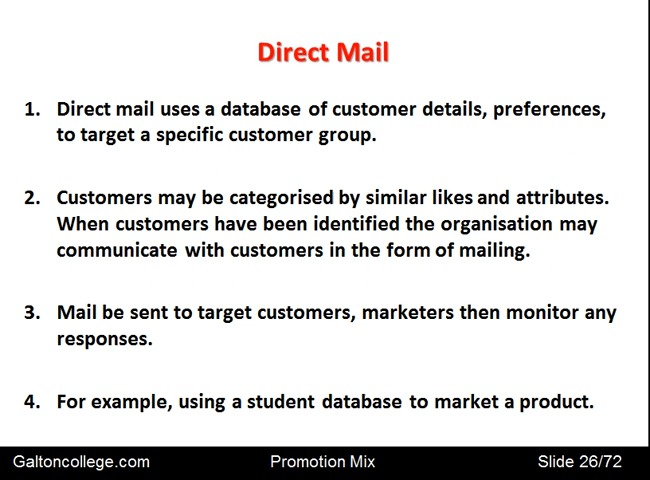 Direct Mail
1. Direct mail uses a database of customer details, preferences,
to target a specific customer group.
2. Customers may be categorised by similar likes and attributes.
When customers have been identified the organisation may
communicate with customers in the form of mailing.
3. Mail be sent to target customers, marketers then monitor any
responses.
4. For example, using a student database to market a product.
Galtoncollege.com Promotion Mix Slide 26/72